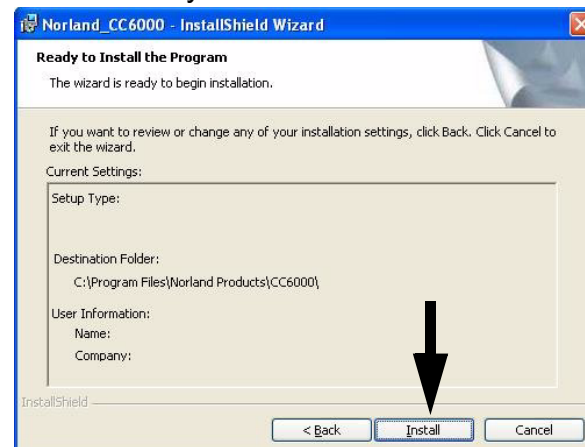 Norland_CC6000 - InstallShield Wizard
Ready to Install the Program
The wizard is ready to begin installation.
If you want to review or change any of your installation settings, click Back. Click Cancel to
exit the wizard.
Current Settings:
Setup Type:
Destination Folder:
C:\Program Files\Norland Products\CC6000\
User Information:
Name:
Company:
InstallShield
< Back
Install
Cancel